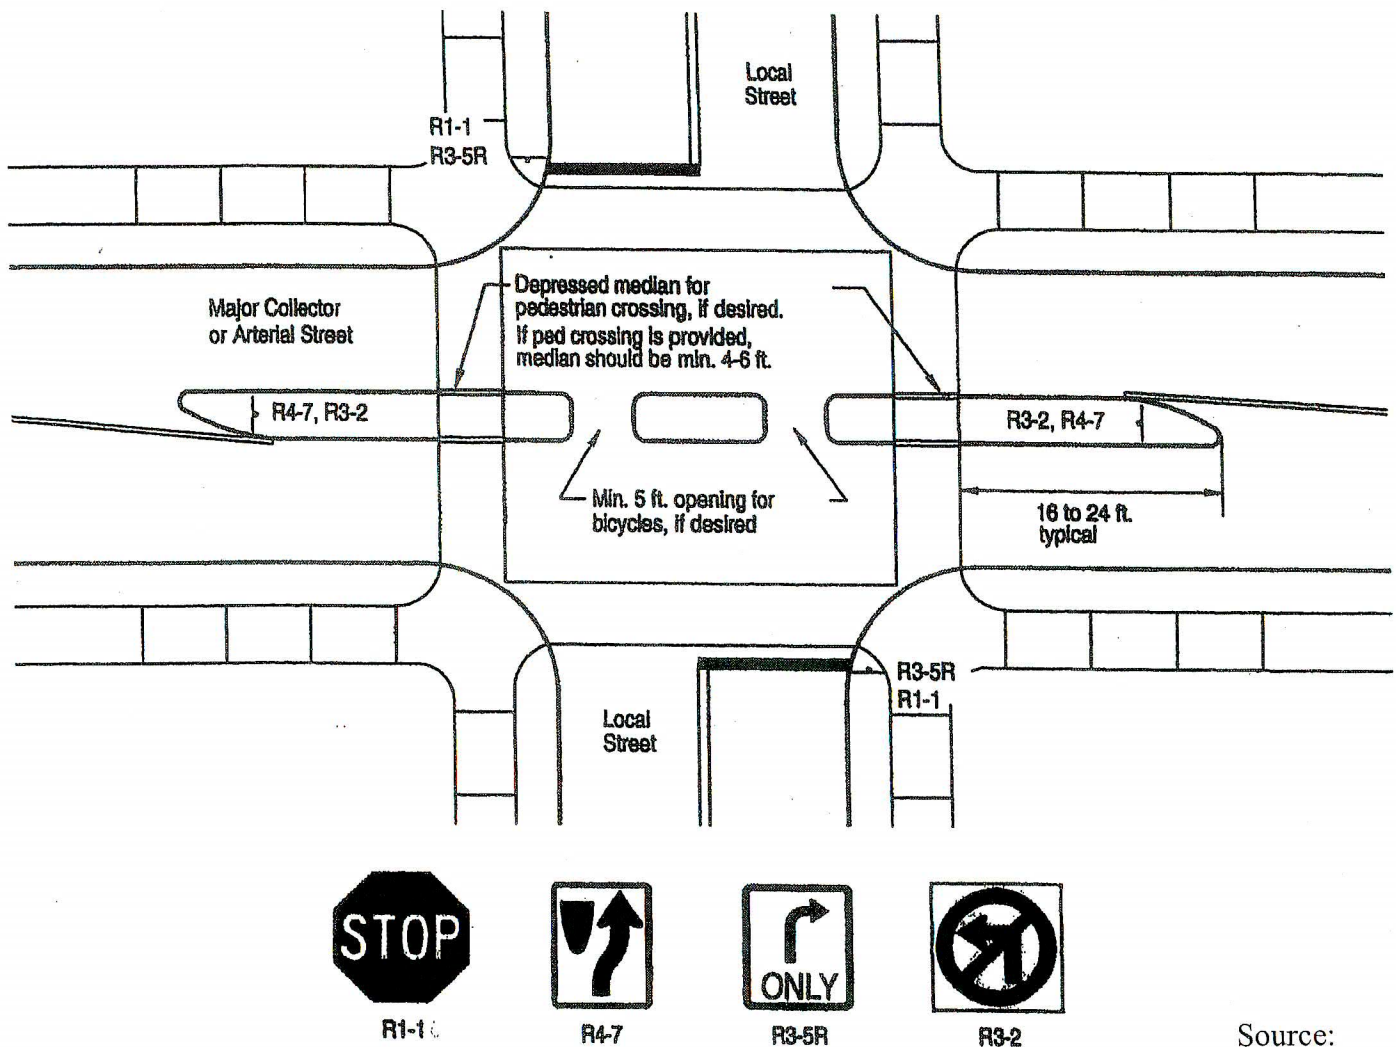 Local
Street
R1-1
R3-5R
Depressed median for
pedestrian crossing, if desired.
If ped crossing is provided,
median should be min. 4-6 ft.
Major Collector
or Arterial Street
R4-7, R3-2
R3-2, R4-7
Min. 5 ft. opening for
bicycles, if desired
16 to 24 ft.
typical
R3-5R
R1-1
Local
Street
STOP
ONLY
R1-1
R4-7
R3-5R
R3-2
Source: